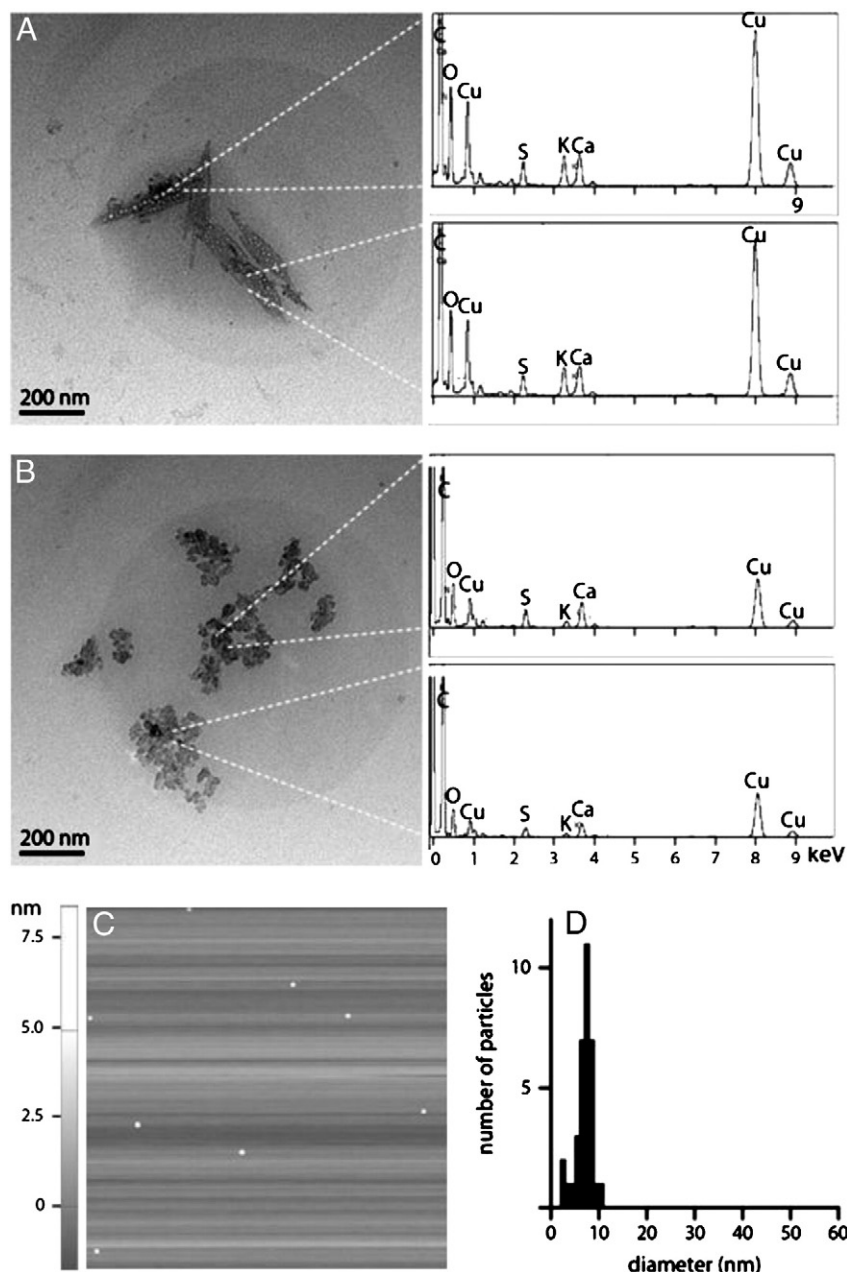 A
C
O
Cu
S
K Ca
Cu
Cu
9
C
O
Cu
S
K Ca
Cu
Cu
200 nm
B
C
O
Cu
S
K
Ca
Cu
Cu
C
O
Cu
S
K
Ca
Cu
Cu
200 nm
0 1 2 3 4 5 6 7 8 9 keV
nm
7.5
5.0
2.5
0
C
D
number of particles
10
5
0 10 20 30 40 50 60
diameter (nm)